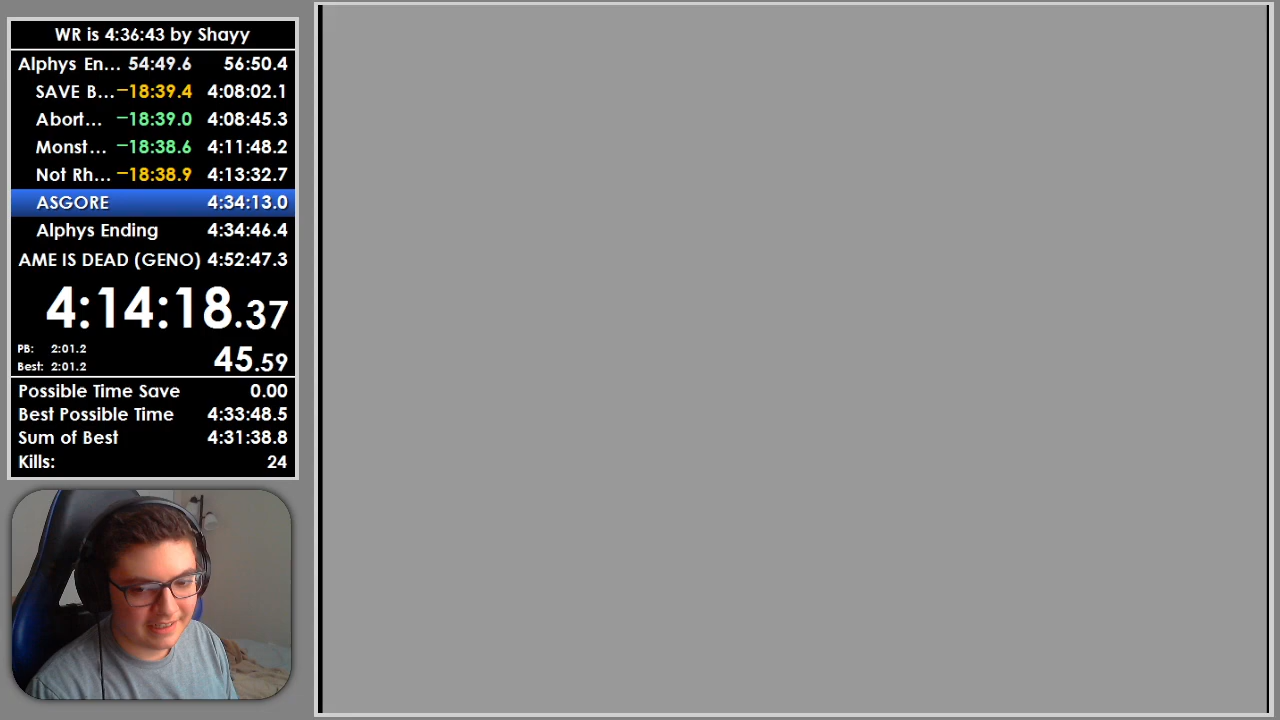 WR is 4:36:43 by Shayy
Alphys En... 54:49.6 56:50.4
SAVE B... −18:39.4 4:08:02.1
Abort... −18:39.0 4:08:45.3
Monst... −18:38.6 4:11:48.2
Not Rh... −18:38.9 4:13:32.7
ASGORE 4:34:13.0
Alphys Ending 4:34:46.4
AME IS DEAD (GENO) 4:52:47.3
4:14:18.37
PB: 2:01.2
Best: 2:01.2
45.59
Possible Time Save 0.00
Best Possible Time 4:33:48.5
Sum of Best 4:31:38.8
Kills: 24